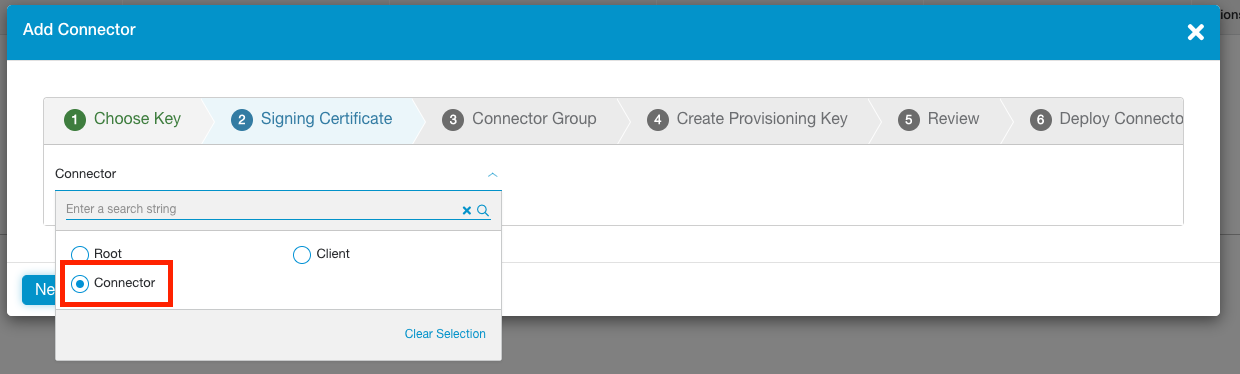 Add Connector
1 Choose Key 2 Signing Certificate 3 Connector Group 4 Create Provisioning Key 5 Review 6 Deploy Connecto
Connector
Enter a search string
Root Client
Connector
Ne
Clear Selection